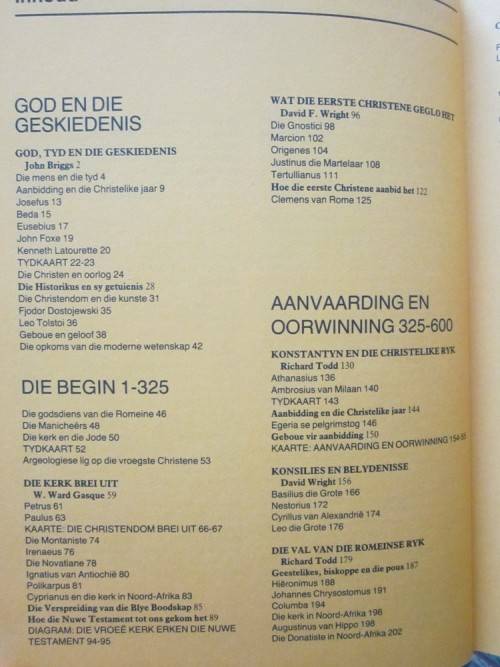 Inhoud
GOD EN DIE
GESKIEDENIS
GOD, TYD EN DIE GESKIEDENIS
John Briggs 2
Die mens en die tyd 4
Aanbidding en die Christelike jaar 9
Josefus 13
Beda 15
Eusebius 17
John Foxe 19
Kenneth Latourette 20
TYDKAART 22-23
Die Christen en oorlog 24
Die Historikus en sy getuienis 28
Die Christendom en die kunste 31
Fjodor Dostojewski 35
Leo Tolstoi 36
Geboue en geloof 38
Die opkoms van die moderne wetenskap 42
DIE BEGIN 1-325
Die godsdiens van die Romeine 46
Die Manicheërs 48
Die kerk en die Jode 50
TYDKAART 52
Argeologiese lig op die vroegste Christene 53
DIE KERK BREI UIT
W. Ward Gasque 59
Petrus 61
Paulus 63
KAARTE: DIE CHRISTENDOM BREI UIT 66-67
Die Montaniste 74
Irenaeus 76
Die Novatiane 78
Ignatius van Antiochië 80
Polikarpus 81
Cyprianus en die kerk in Noord-Afrika 83
Die Verspreiding van die Blye Boodskap 85
Hoe die Nuwe Testament tot ons gekom het 89
DIAGRAM: DIE VROEË KERK ERKEN DIE NUWE
TESTAMENT 94-95
WAT DIE EERSTE CHRISTENE GEGLO HET
David F. Wright 96
Die Gnostici 98
Marcion 102
Origenes 104
Justinus die Martelaar 108
Tertullianus 111
Hoe die eerste Christene aanbid het 122
Clemens van Rome 125
AANVAARDING EN
OORWINNING 325-600
KONSTANTYN EN DIE CHRISTELIKE RYK
Richard Todd 130
Athanasius 136
Ambrosius van Milaan 140
TYDKAART 143
Aanbidding en die Christelike jaar 144
Egeria se pelgrimstog 146
Geboue vir aanbidding 150
KAARTE: AANVAARDING EN OORWINNING 154-55
KONSILIES EN BELYDENISSE
David Wright 156
Basilius die Grote 166
Nestorius 172
Cyrillus van Alexandrië 174
Leo die Grote 176
DIE VAL VAN DIE ROMEINSE RYK
Richard Todd 179
Geestelikes, biskoppe en die pous 187
Hiëronimus 188
Johannes Chrysostomus 191
Columba 194
Die kerk in Noord-Afrika 196
Augustinus van Hippo 198
Die Donatiste in Noord-Afrika 202